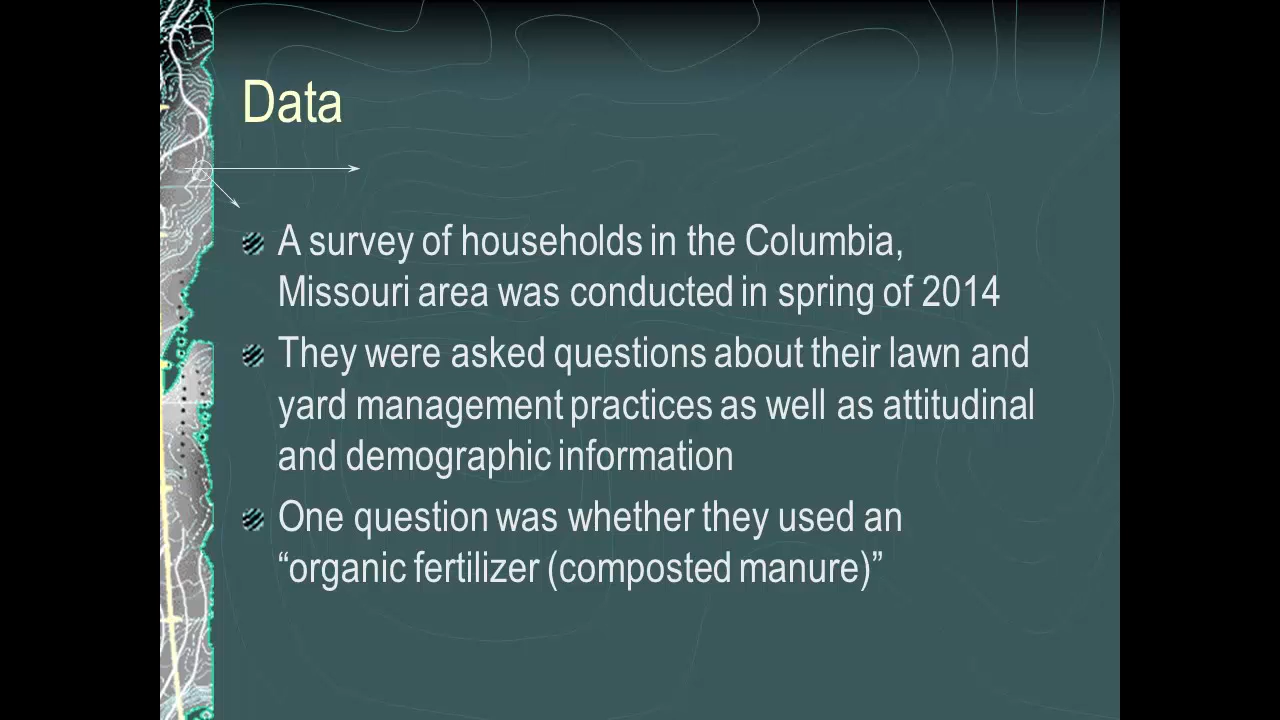 Data
A survey of households in the Columbia,
Missouri area was conducted in spring of 2014
They were asked questions about their lawn and
yard management practices as well as attitudinal
and demographic information
One question was whether they used an
“organic fertilizer (composted manure)”